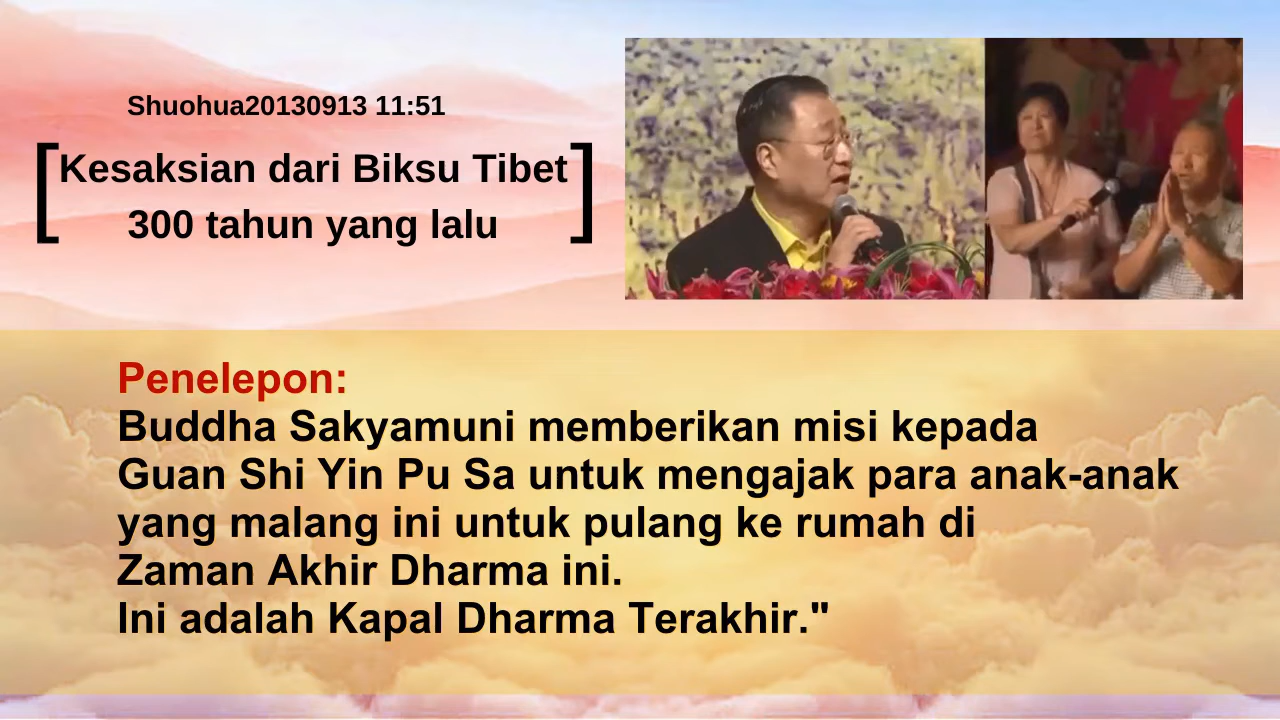 Shuohua20130913 11:51
[Kesaksian dari Biksu Tibet
300 tahun yang lalu]
Penelepon:
Buddha Sakyamuni memberikan misi kepada
Guan Shi Yin Pu Sa untuk mengajak para anak-anak
yang malang ini untuk pulang ke rumah di
Zaman Akhir Dharma ini.
Ini adalah Kapal Dharma Terakhir."